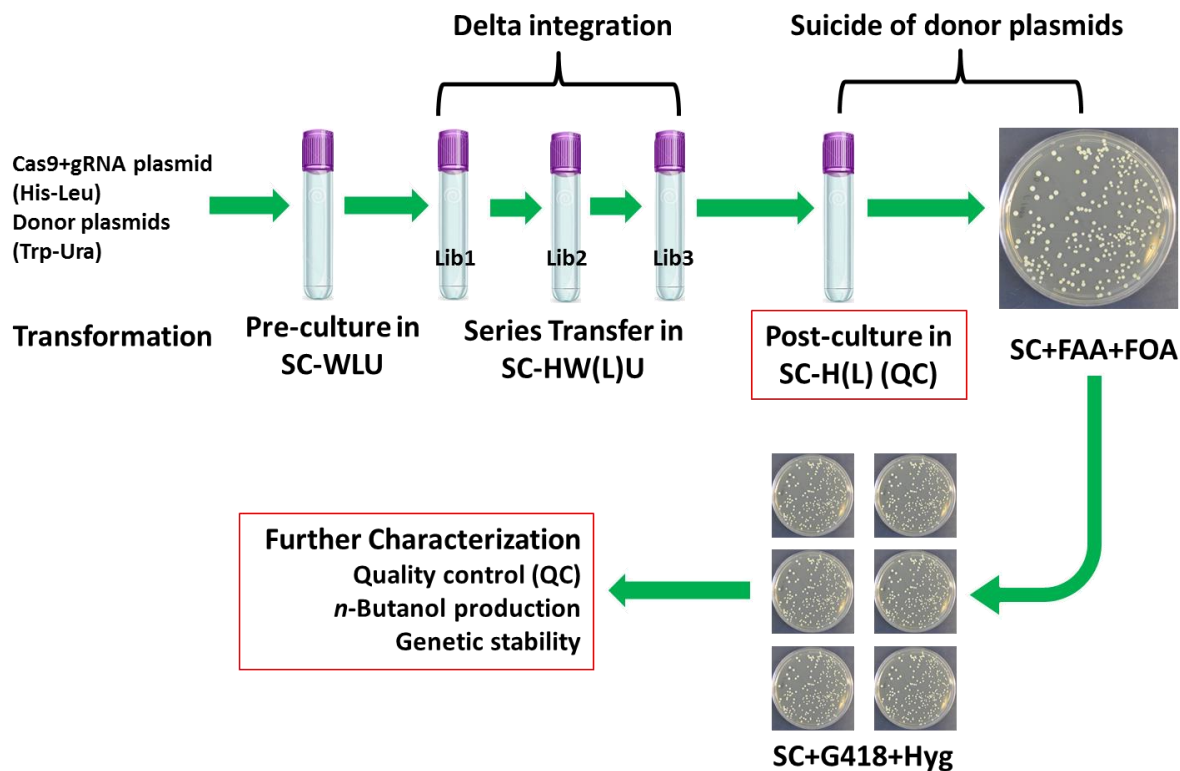 Delta integration
Suicide of donor plasmids
Cas9+gRNA plasmid
(His-Leu)
Donor plasmids
(Trp-Ura)
Lib1
Lib2
Lib3
Transformation
Pre-culture in
SC-WLU
Series Transfer in
SC-HW(L)U
Post-culture in
SC-H(L) (QC)
SC+FAA+FOA
Further Characterization
Quality control (QC)
n-Butanol production
Genetic stability
SC+G418+Hyg